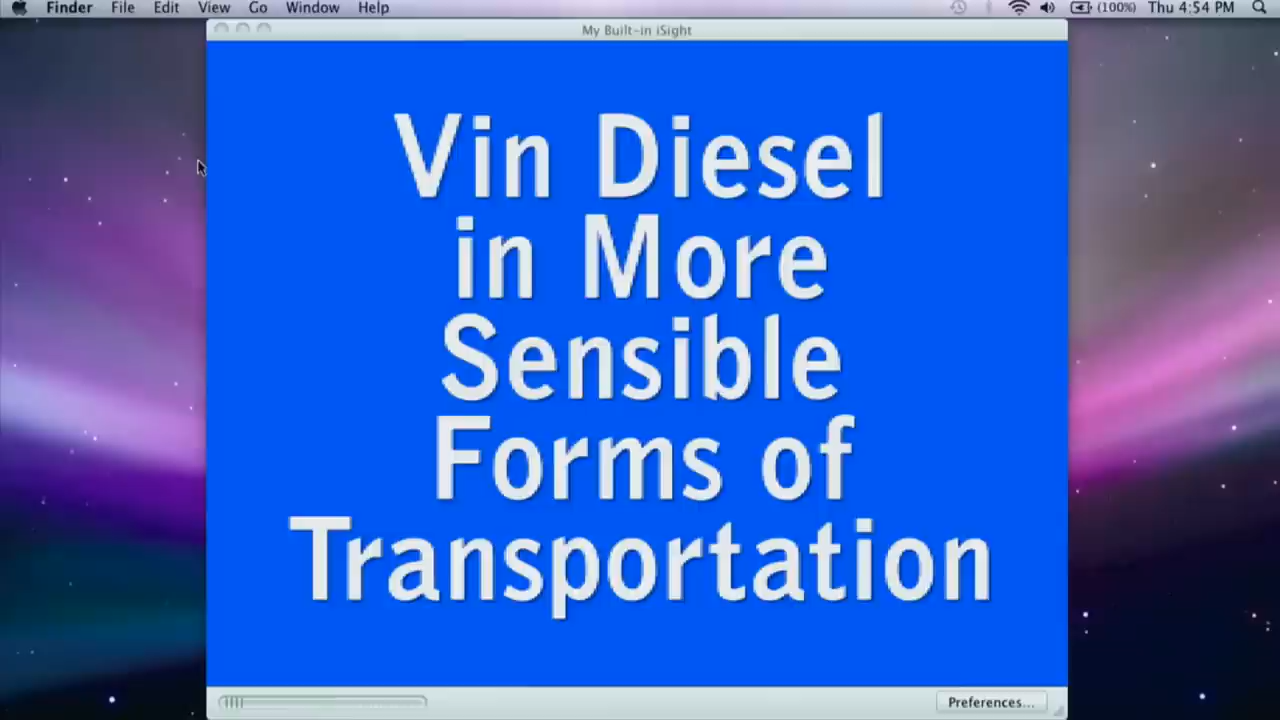 Finder File Edit View Go Window Help (100%) Thu 4:54 PM
My Built-in iSight
Vin Diesel
in More
Sensible
Forms of
Transportation
Preferences...